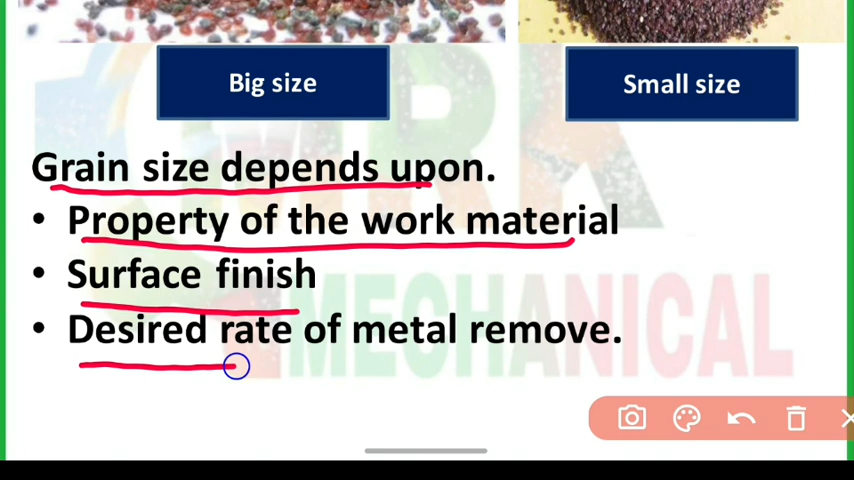 Big size
Small size
Grain size depends upon.
• Property of the work material
• Surface finish
• Desired rate of metal remove.
MECHANICAL